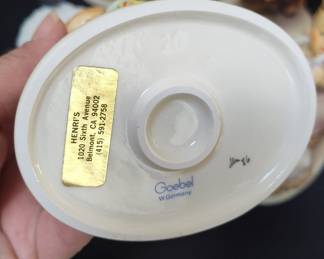 HENRI'S
1020 Sixth Avenue
Belmont, CA 94002
(415) 591-2758
Goebel
W.Germany